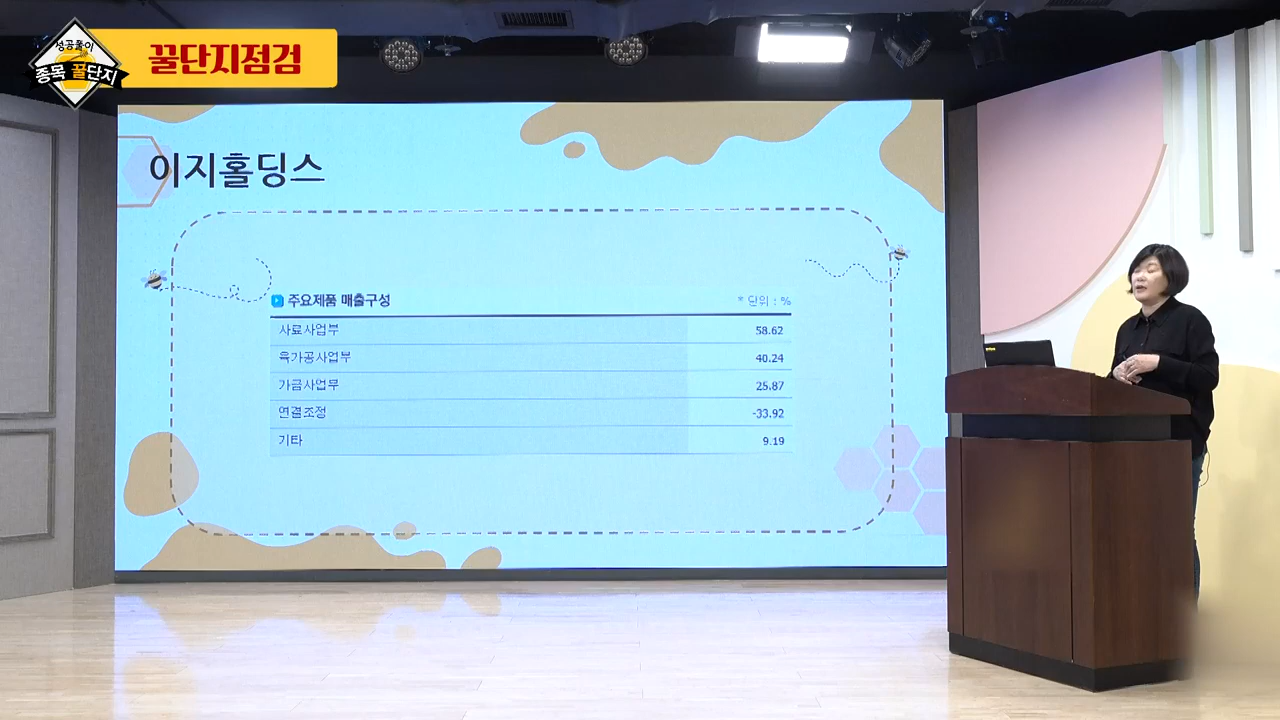 성공풀이
종목 꿀단지
꿀단지점검
이지홀딩스
주요제품 매출구성
* 단위 : %
사료사업부 58.62
육가공사업부 40.24
가금사업부 25.87
연결조정 -33.92
기타 9.19